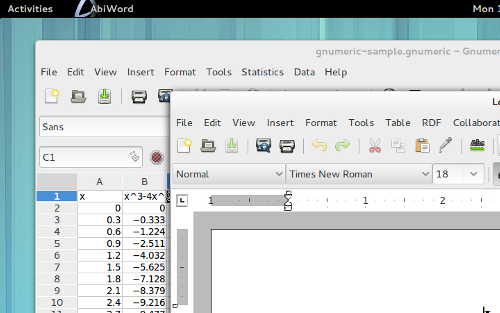 Activities AbiWord Mon 1
gnumeric-sample.gnumeric - Gnume
File Edit View Insert Format Tools Statistics Data Help
Sans
C1
A B
1 x x^3-4x^
2 0 0
3 0.3 −0.333
4 0.6 −1.224
5 0.9 −2.511
6 1.2 −4.032
7 1.5 −5.625
8 1.8 −7.128
9 2.1 −8.379
10 2.4 −9.216
Le
File Edit View Insert Format Tools Table RDF Collaborat
Normal Times New Roman 18
1 1 2